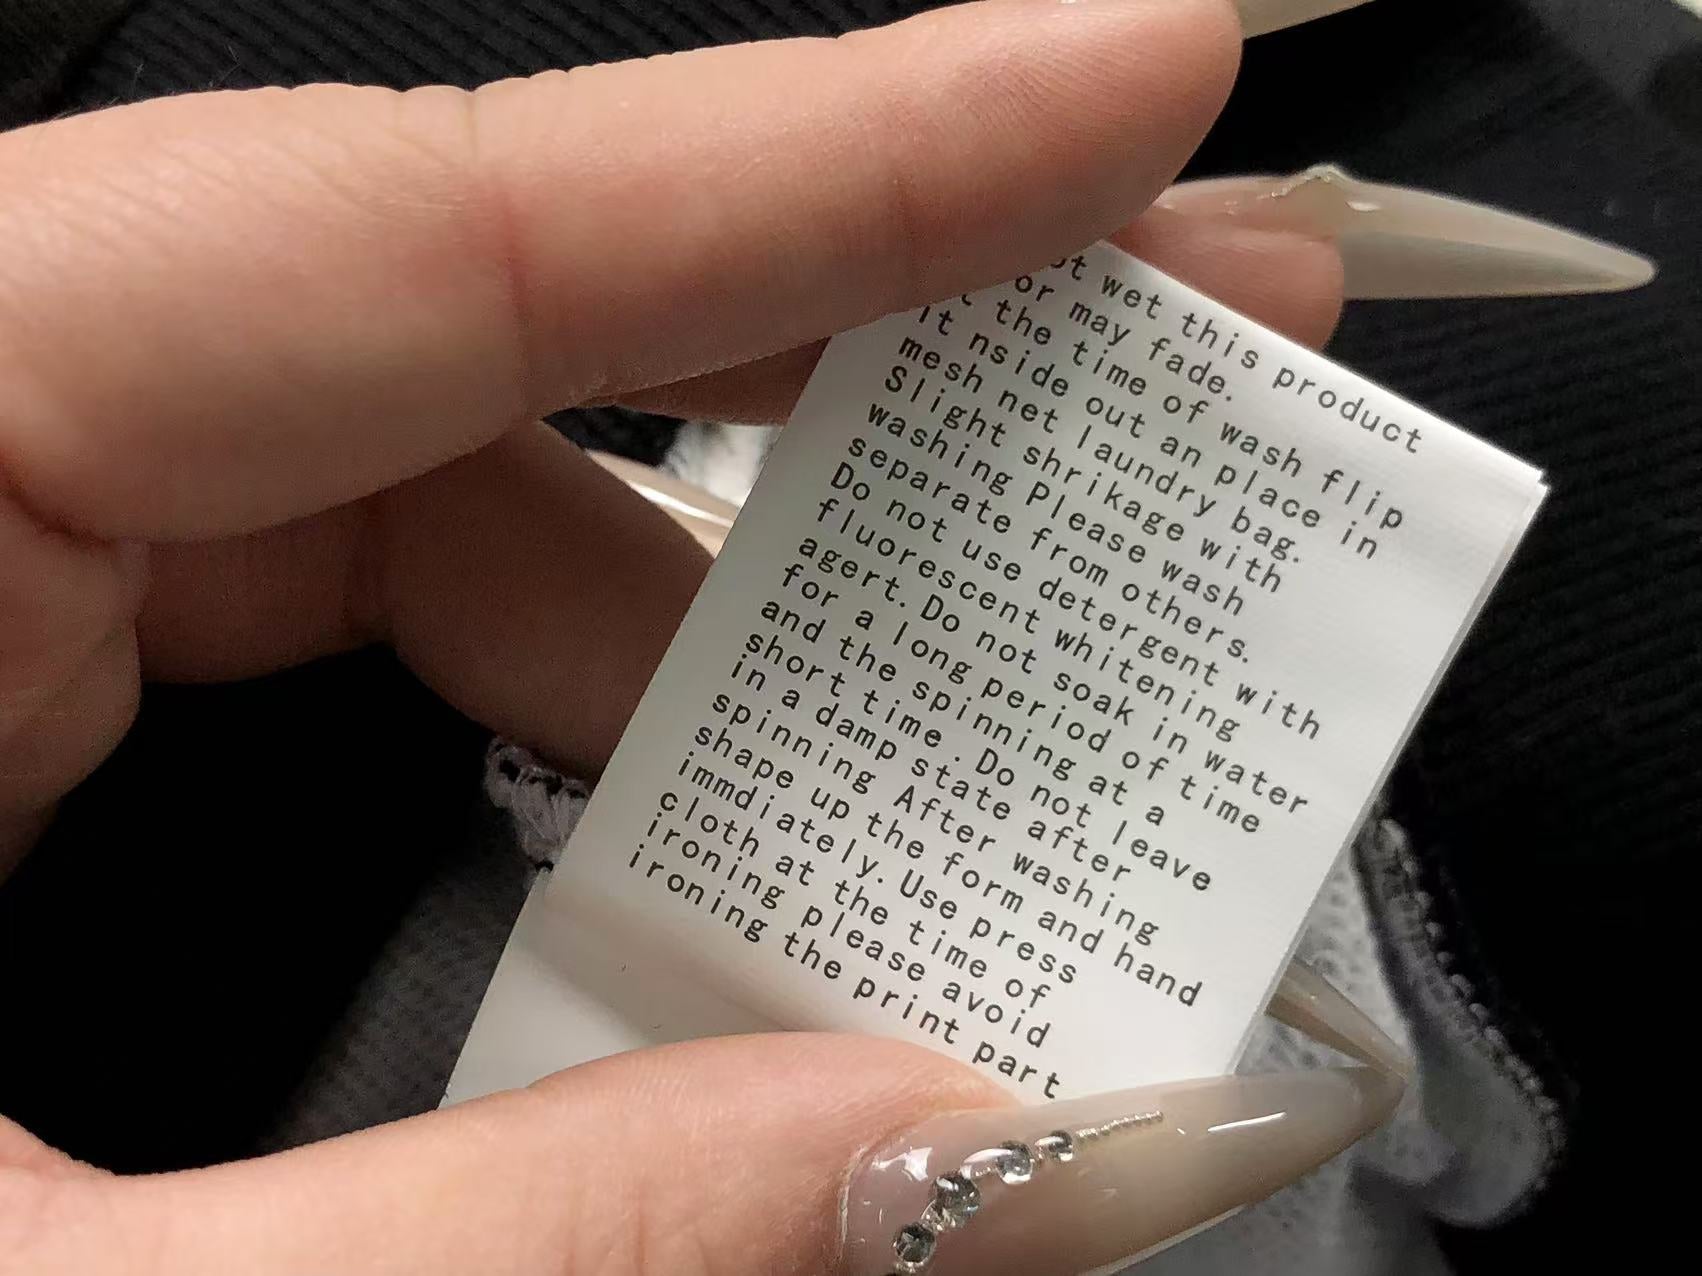 wet this product
or may fade.
the time of wash flip
it nside out an place in
mesh net laundry bag.
Slight shrikage with
washing Please wash
separate from others.
Do not use detergent with
fluorescent whitening
agert. Do not soak in water
for a long period of time
and the spinning at a
short time. Do not leave
in a damp state after
spinning After washing
shape up the form and hand
immdiately. Use press
cloth at the time of
ironing please avoid
ironing the print part